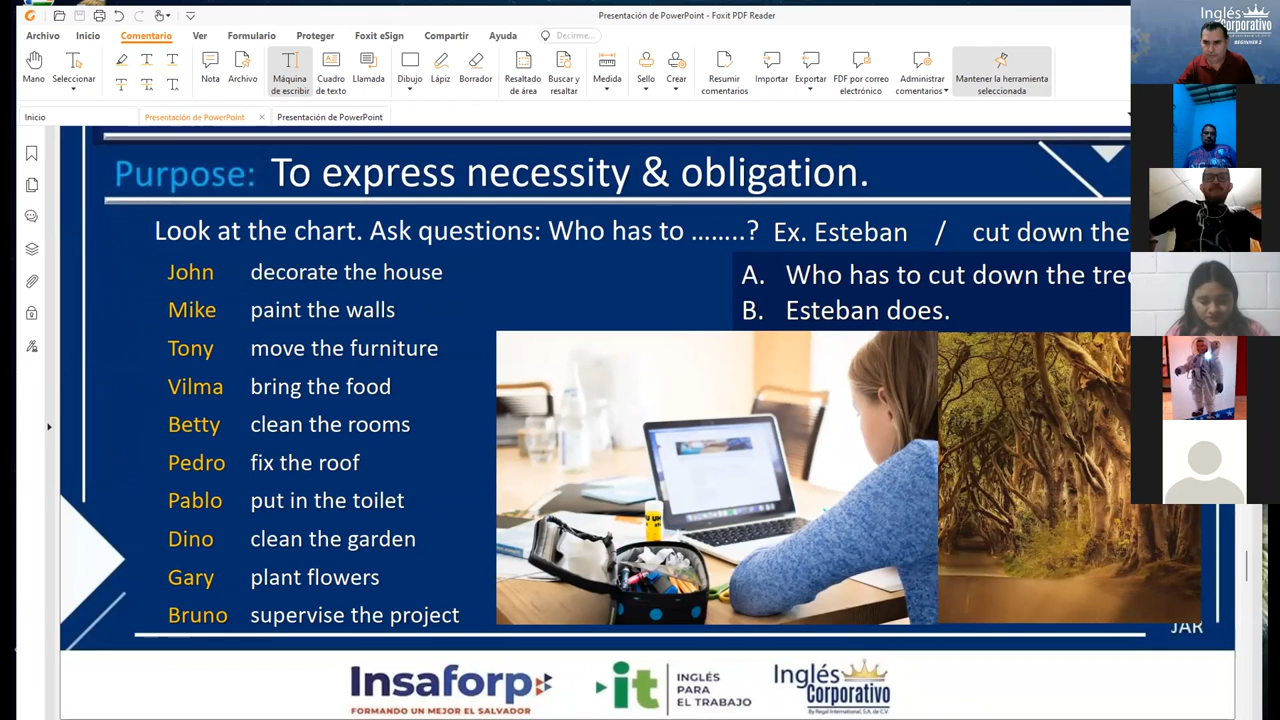 Presentación de PowerPoint - Foxit PDF Reader
Archivo Inicio Comentario Ver Formulario Proteger Foxit eSign Compartir Ayuda Decirme...
Mano Seleccionar Nota Archivo Máquina de escribir Cuadro de texto Llamada Dibujo Lápiz Borrador Resaltado de área Buscar y resaltar Medida Sello Crear Resumir comentarios Importar Exportar FDF por correo electrónico Administrar comentarios Mantener la herramienta seleccionada
Inicio Presentación de PowerPoint Presentación de PowerPoint
Inglés
Corporativo
BEGINNER 2
Purpose: To express necessity & obligation.
Look at the chart. Ask questions: Who has to ........? Ex. Esteban / cut down the
John decorate the house
A. Who has to cut down the
Mike paint the walls
B. Esteban does.
Tony move the furniture
Vilma bring the food
Betty clean the rooms
Pedro fix the roof
Pablo put in the toilet
Dino clean the garden
Gary plant flowers
Bruno supervise the project
JAR
Insaforp
FORMANDO UN MEJOR EL SALVADOR
it
INGLÉS
PARA
EL TRABAJO
Inglés
Corporativo
By Regal International, S.A. de C.V.